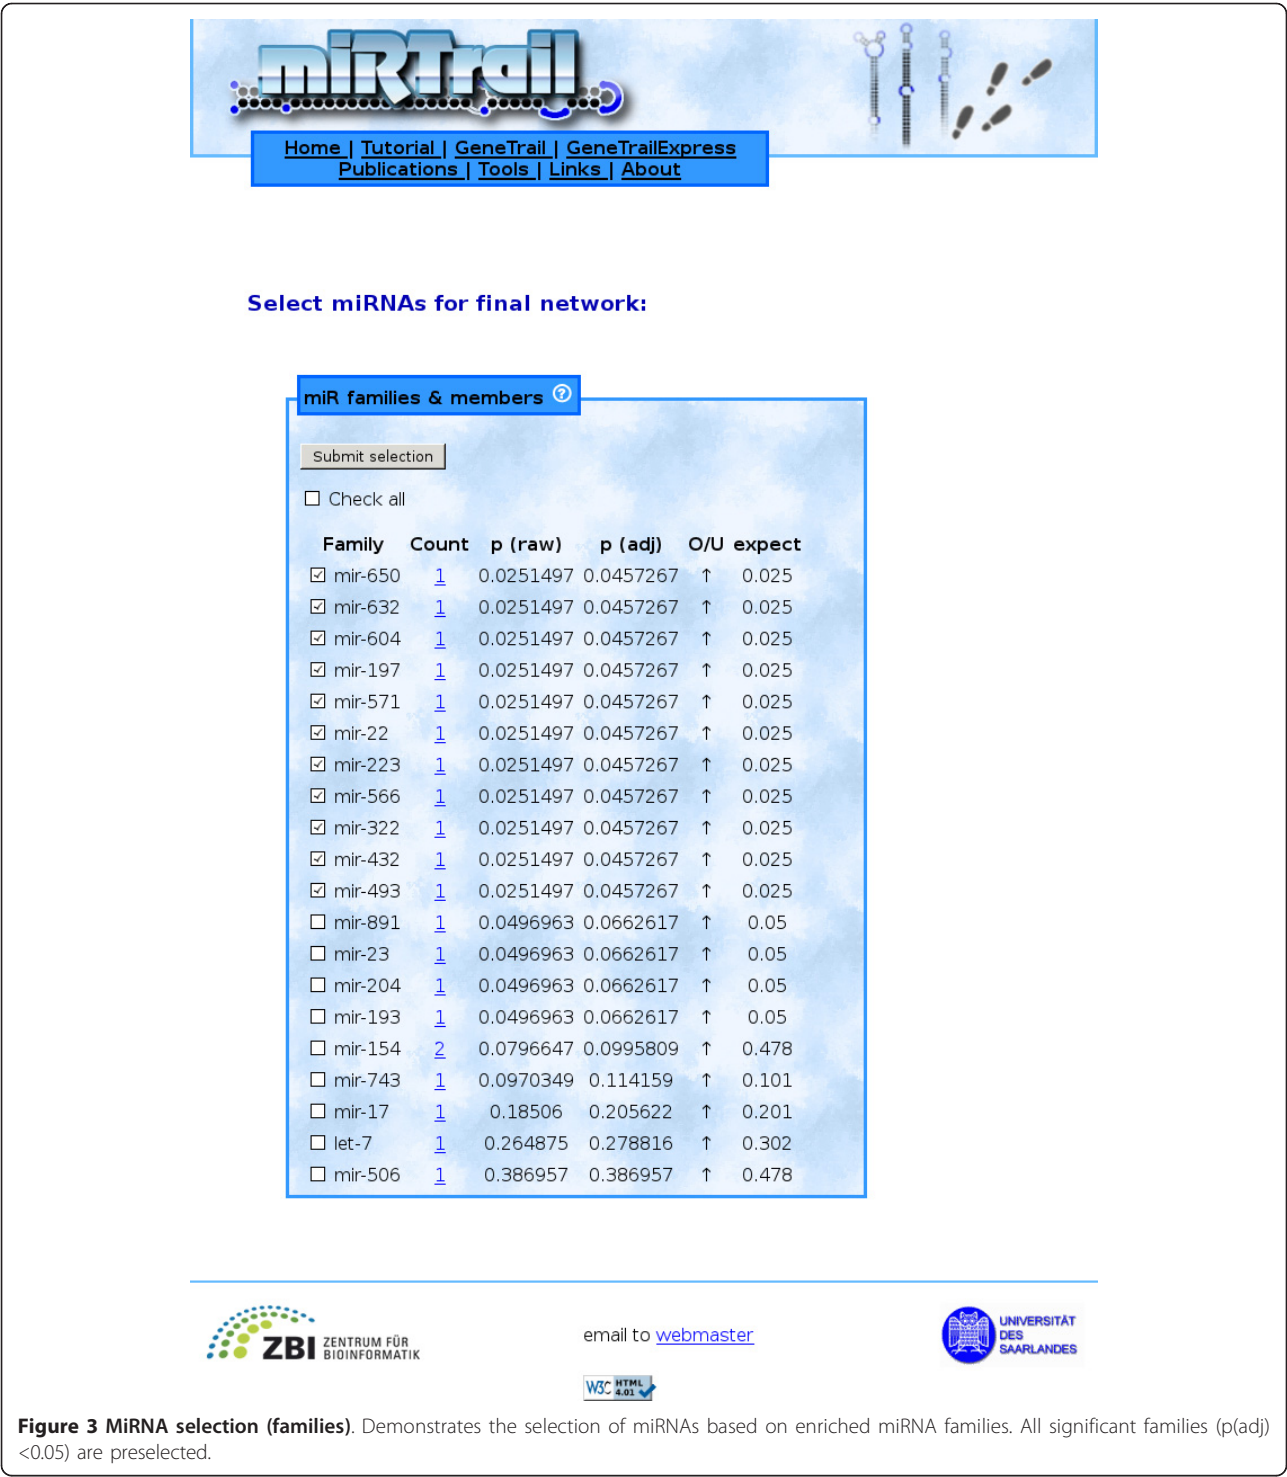 miRTrail
Home | Tutorial | GeneTrail | GeneTrailExpress
Publications | Tools | Links | About
Select miRNAs for final network:
miR families & members ?
Submit selection
Check all
Family Count p (raw) p (adj) O/U expect
mir-650 1 0.0251497 0.0457267 ↑ 0.025
mir-632 1 0.0251497 0.0457267 ↑ 0.025
mir-604 1 0.0251497 0.0457267 ↑ 0.025
mir-197 1 0.0251497 0.0457267 ↑ 0.025
mir-571 1 0.0251497 0.0457267 ↑ 0.025
mir-22 1 0.0251497 0.0457267 ↑ 0.025
mir-223 1 0.0251497 0.0457267 ↑ 0.025
mir-566 1 0.0251497 0.0457267 ↑ 0.025
mir-322 1 0.0251497 0.0457267 ↑ 0.025
mir-432 1 0.0251497 0.0457267 ↑ 0.025
mir-493 1 0.0251497 0.0457267 ↑ 0.025
mir-891 1 0.0496963 0.0662617 ↑ 0.05
mir-23 1 0.0496963 0.0662617 ↑ 0.05
mir-204 1 0.0496963 0.0662617 ↑ 0.05
mir-193 1 0.0496963 0.0662617 ↑ 0.05
mir-154 2 0.0796647 0.0995809 ↑ 0.478
mir-743 1 0.0970349 0.114159 ↑ 0.101
mir-17 1 0.18506 0.205622 ↑ 0.201
let-7 1 0.264875 0.278816 ↑ 0.302
mir-506 1 0.386957 0.386957 ↑ 0.478
ZBI ZENTRUM FÜR
BIOINFORMATIK
email to webmaster
UNIVERSITÄT
DES
SAARLANDES
W3C HTML
4.01
Figure 3 MiRNA selection (families). Demonstrates the selection of miRNAs based on enriched miRNA families. All significant families (p(adj)
<0.05) are preselected.